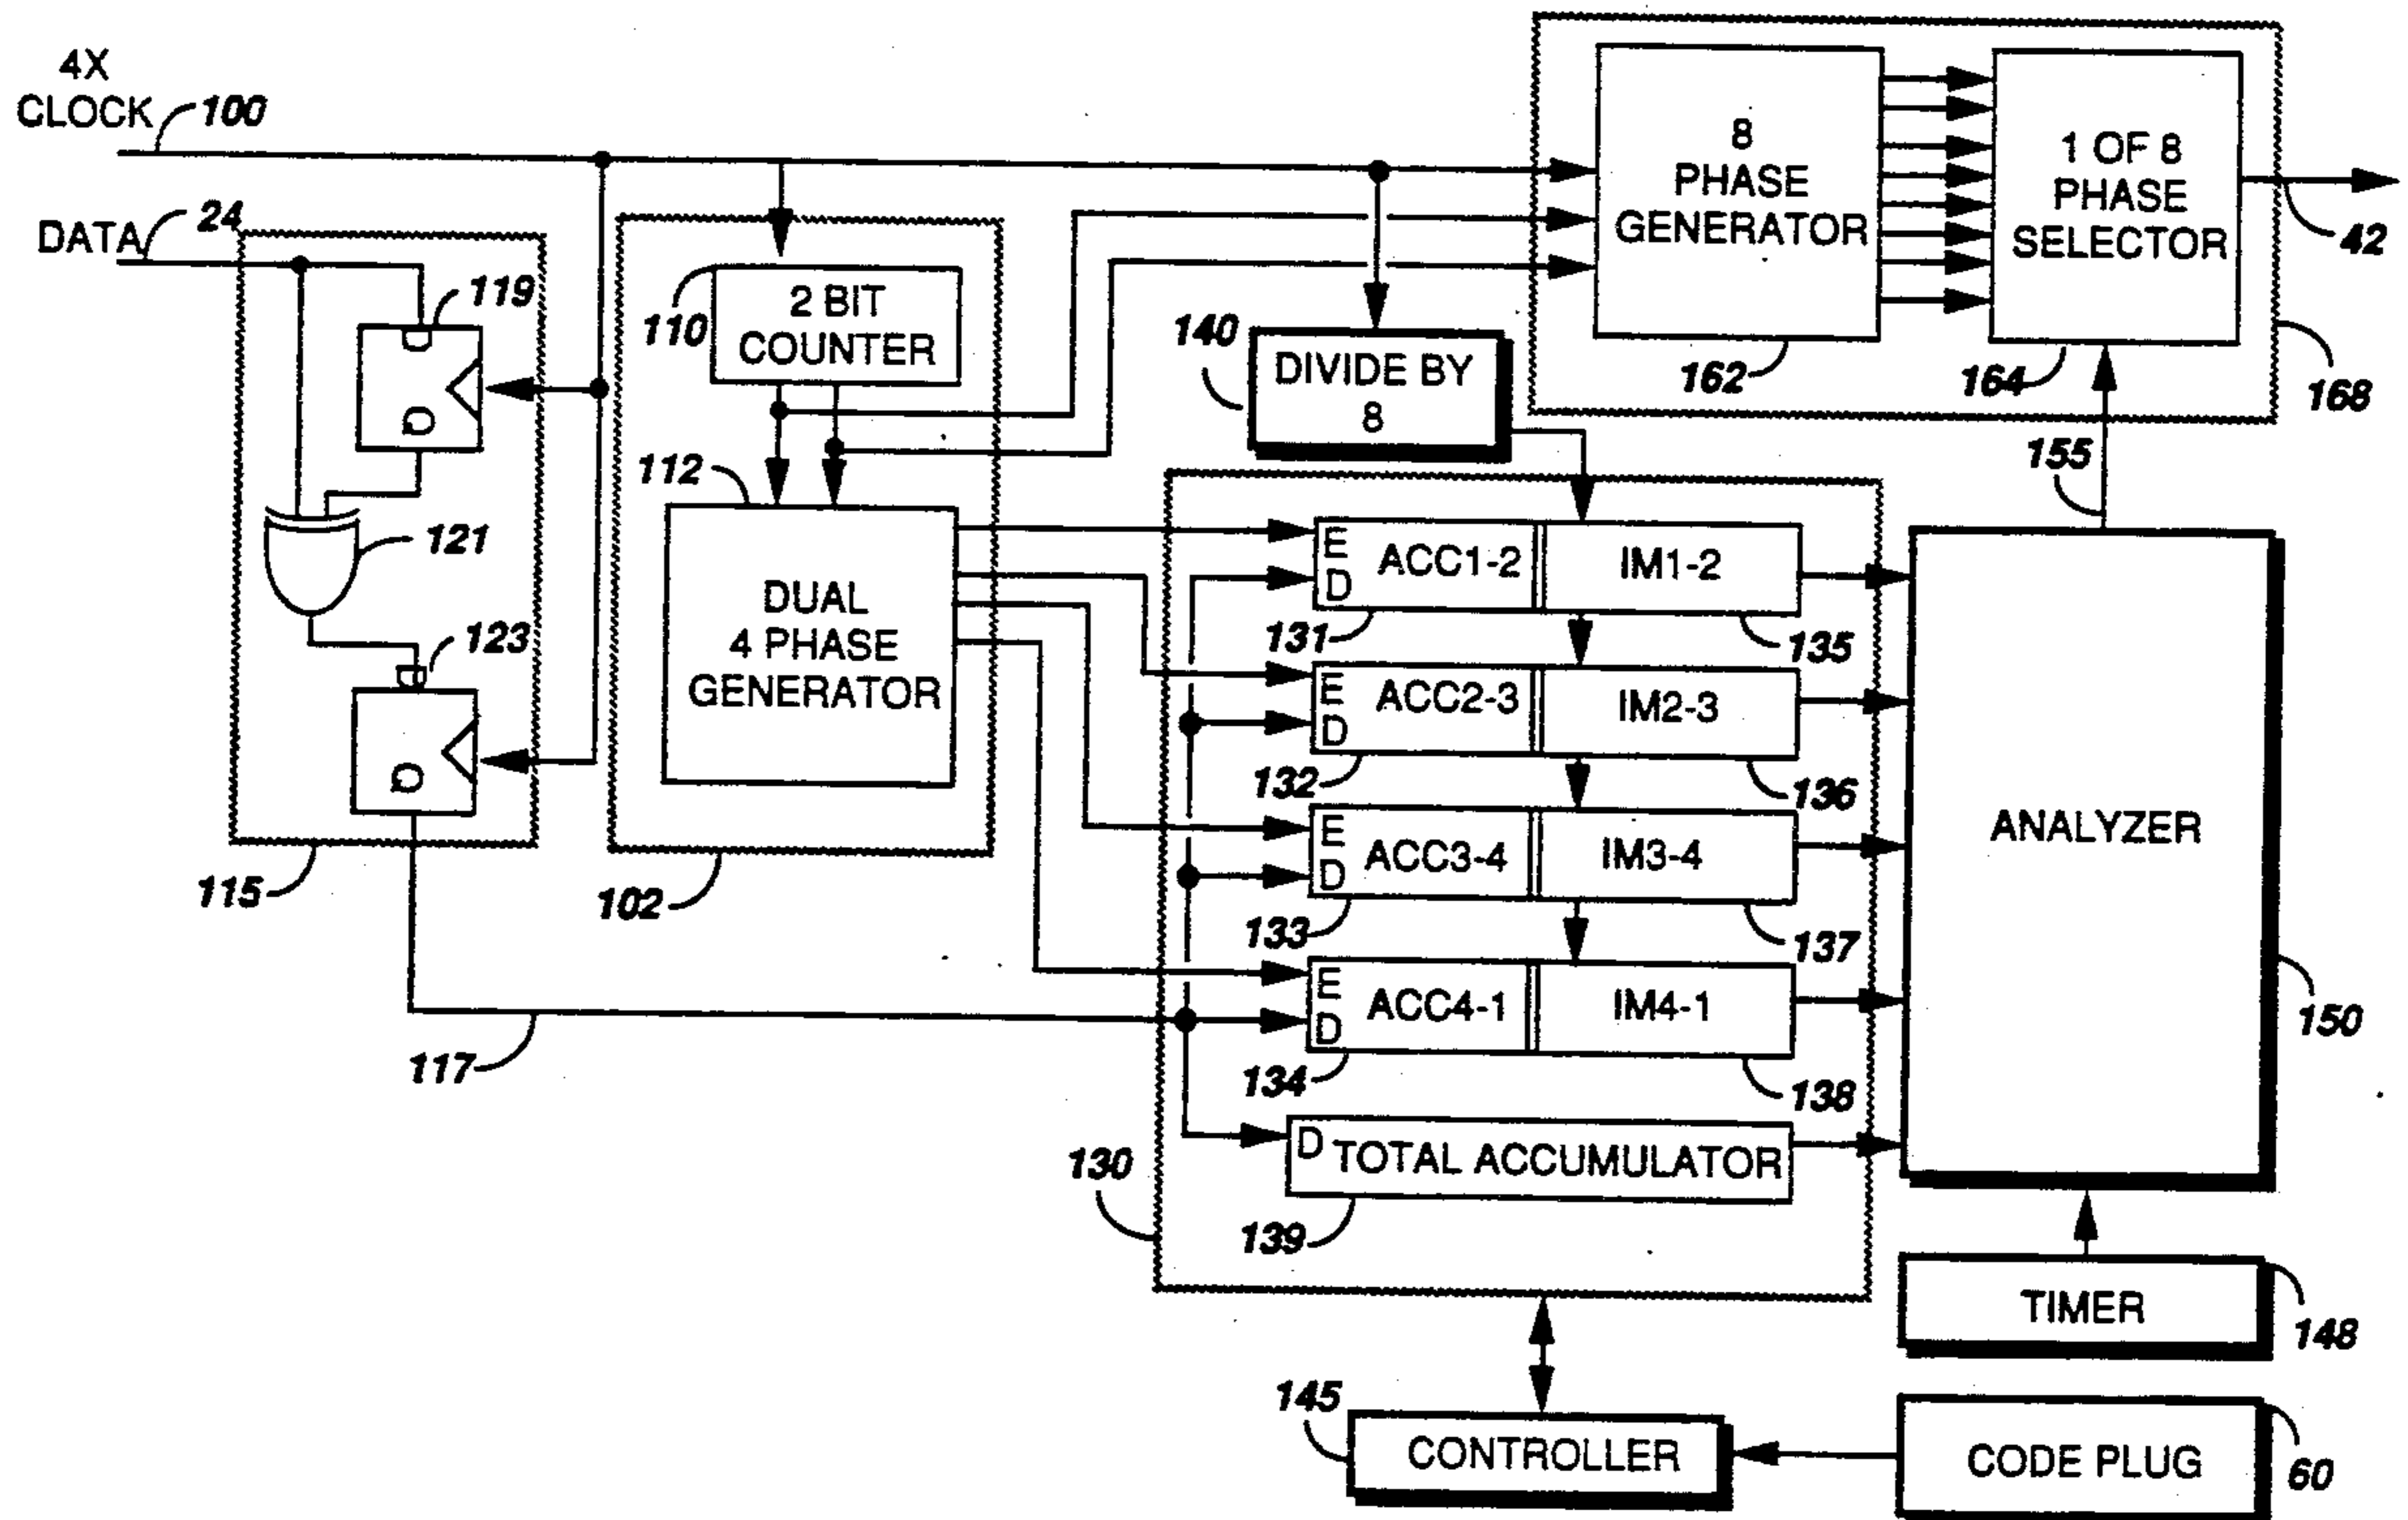 4X
CLOCK
100
DATA
24
119
D
Q
121
123
D
Q
115
117
110
2 BIT
COUNTER
112
DUAL
4 PHASE
GENERATOR
102
8
PHASE
GENERATOR
162
1 OF 8
PHASE
SELECTOR
164
42
168
140
DIVIDE BY
8
155
E
D
ACC1-2
IM1-2
131
135
E
D
ACC2-3
IM2-3
132
136
E
D
ACC3-4
IM3-4
133
137
E
D
ACC4-1
IM4-1
134
138
D
TOTAL ACCUMULATOR
139
130
ANALYZER
150
TIMER
148
145
CONTROLLER
CODE PLUG
60